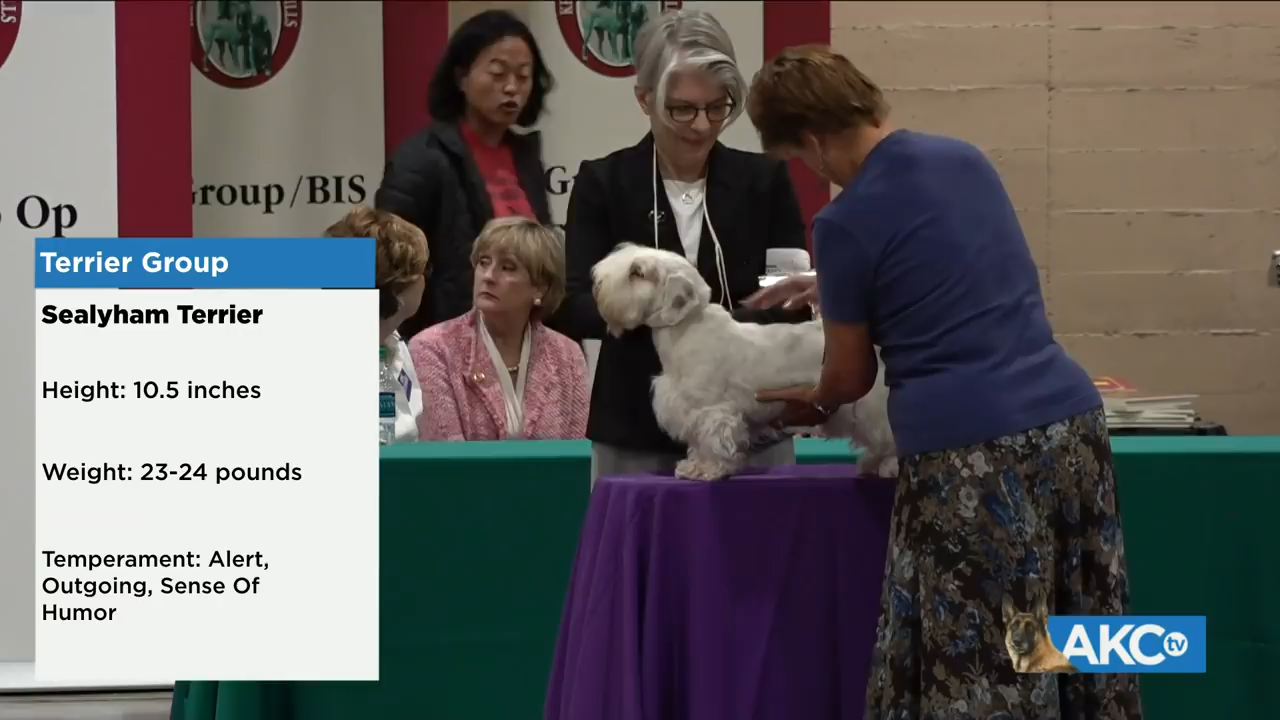 Op
Group/BIS
Terrier Group
Sealyham Terrier
Height: 10.5 inches
Weight: 23-24 pounds
Temperament: Alert,
Outgoing, Sense Of
Humor
AKC tv